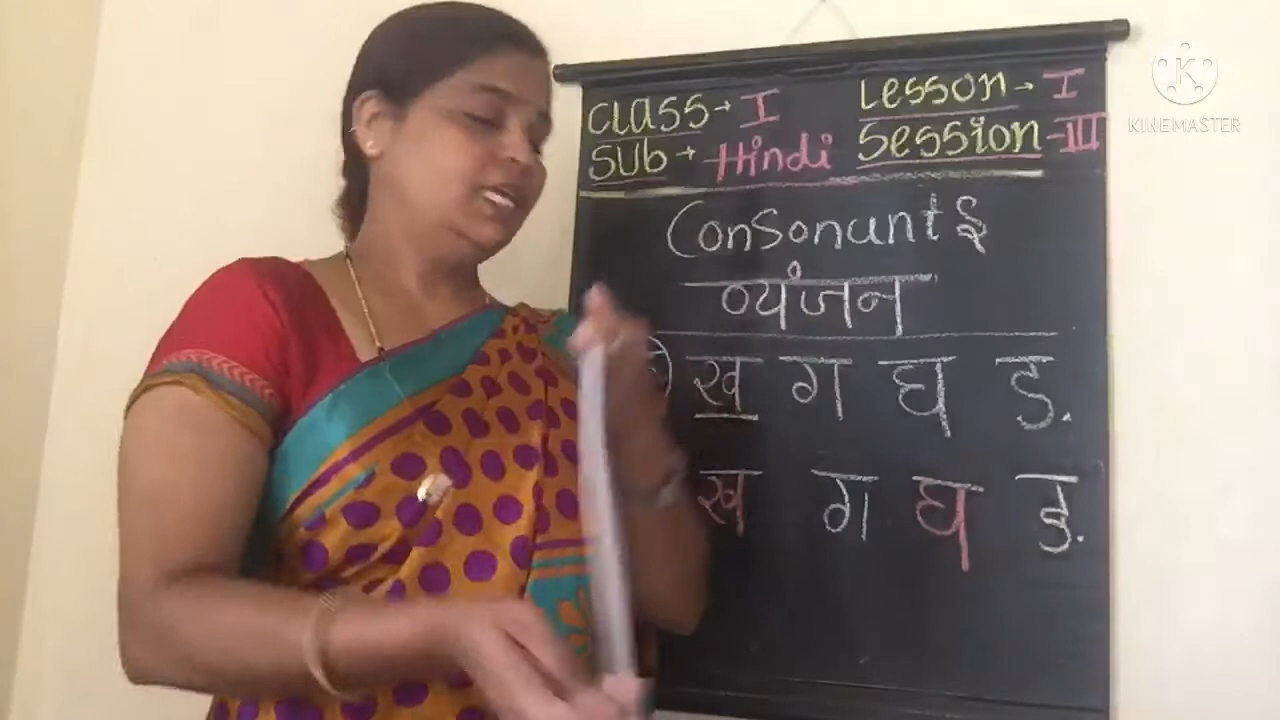 Class → I Lesson → I
Sub → Hindi Session - III
Consonants
व्यंजन
ख ग घ ङ
ख ग घ ङ
KINEMASTER